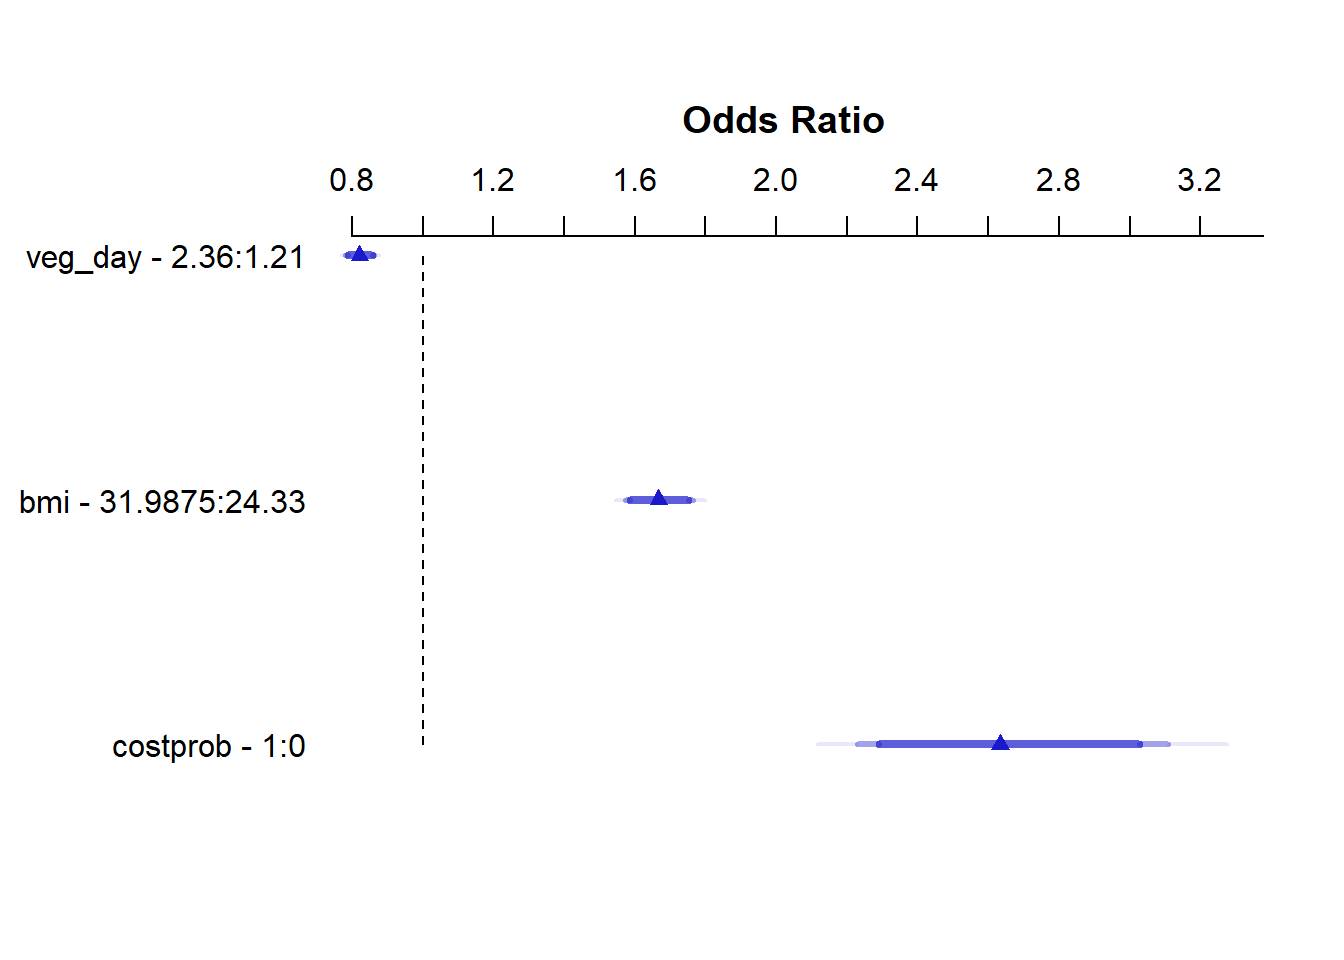 Odds Ratio
0.8 1.2 1.6 2.0 2.4 2.8 3.2
veg_day - 2.36:1.21
bmi - 31.9875:24.33
costprob - 1:0